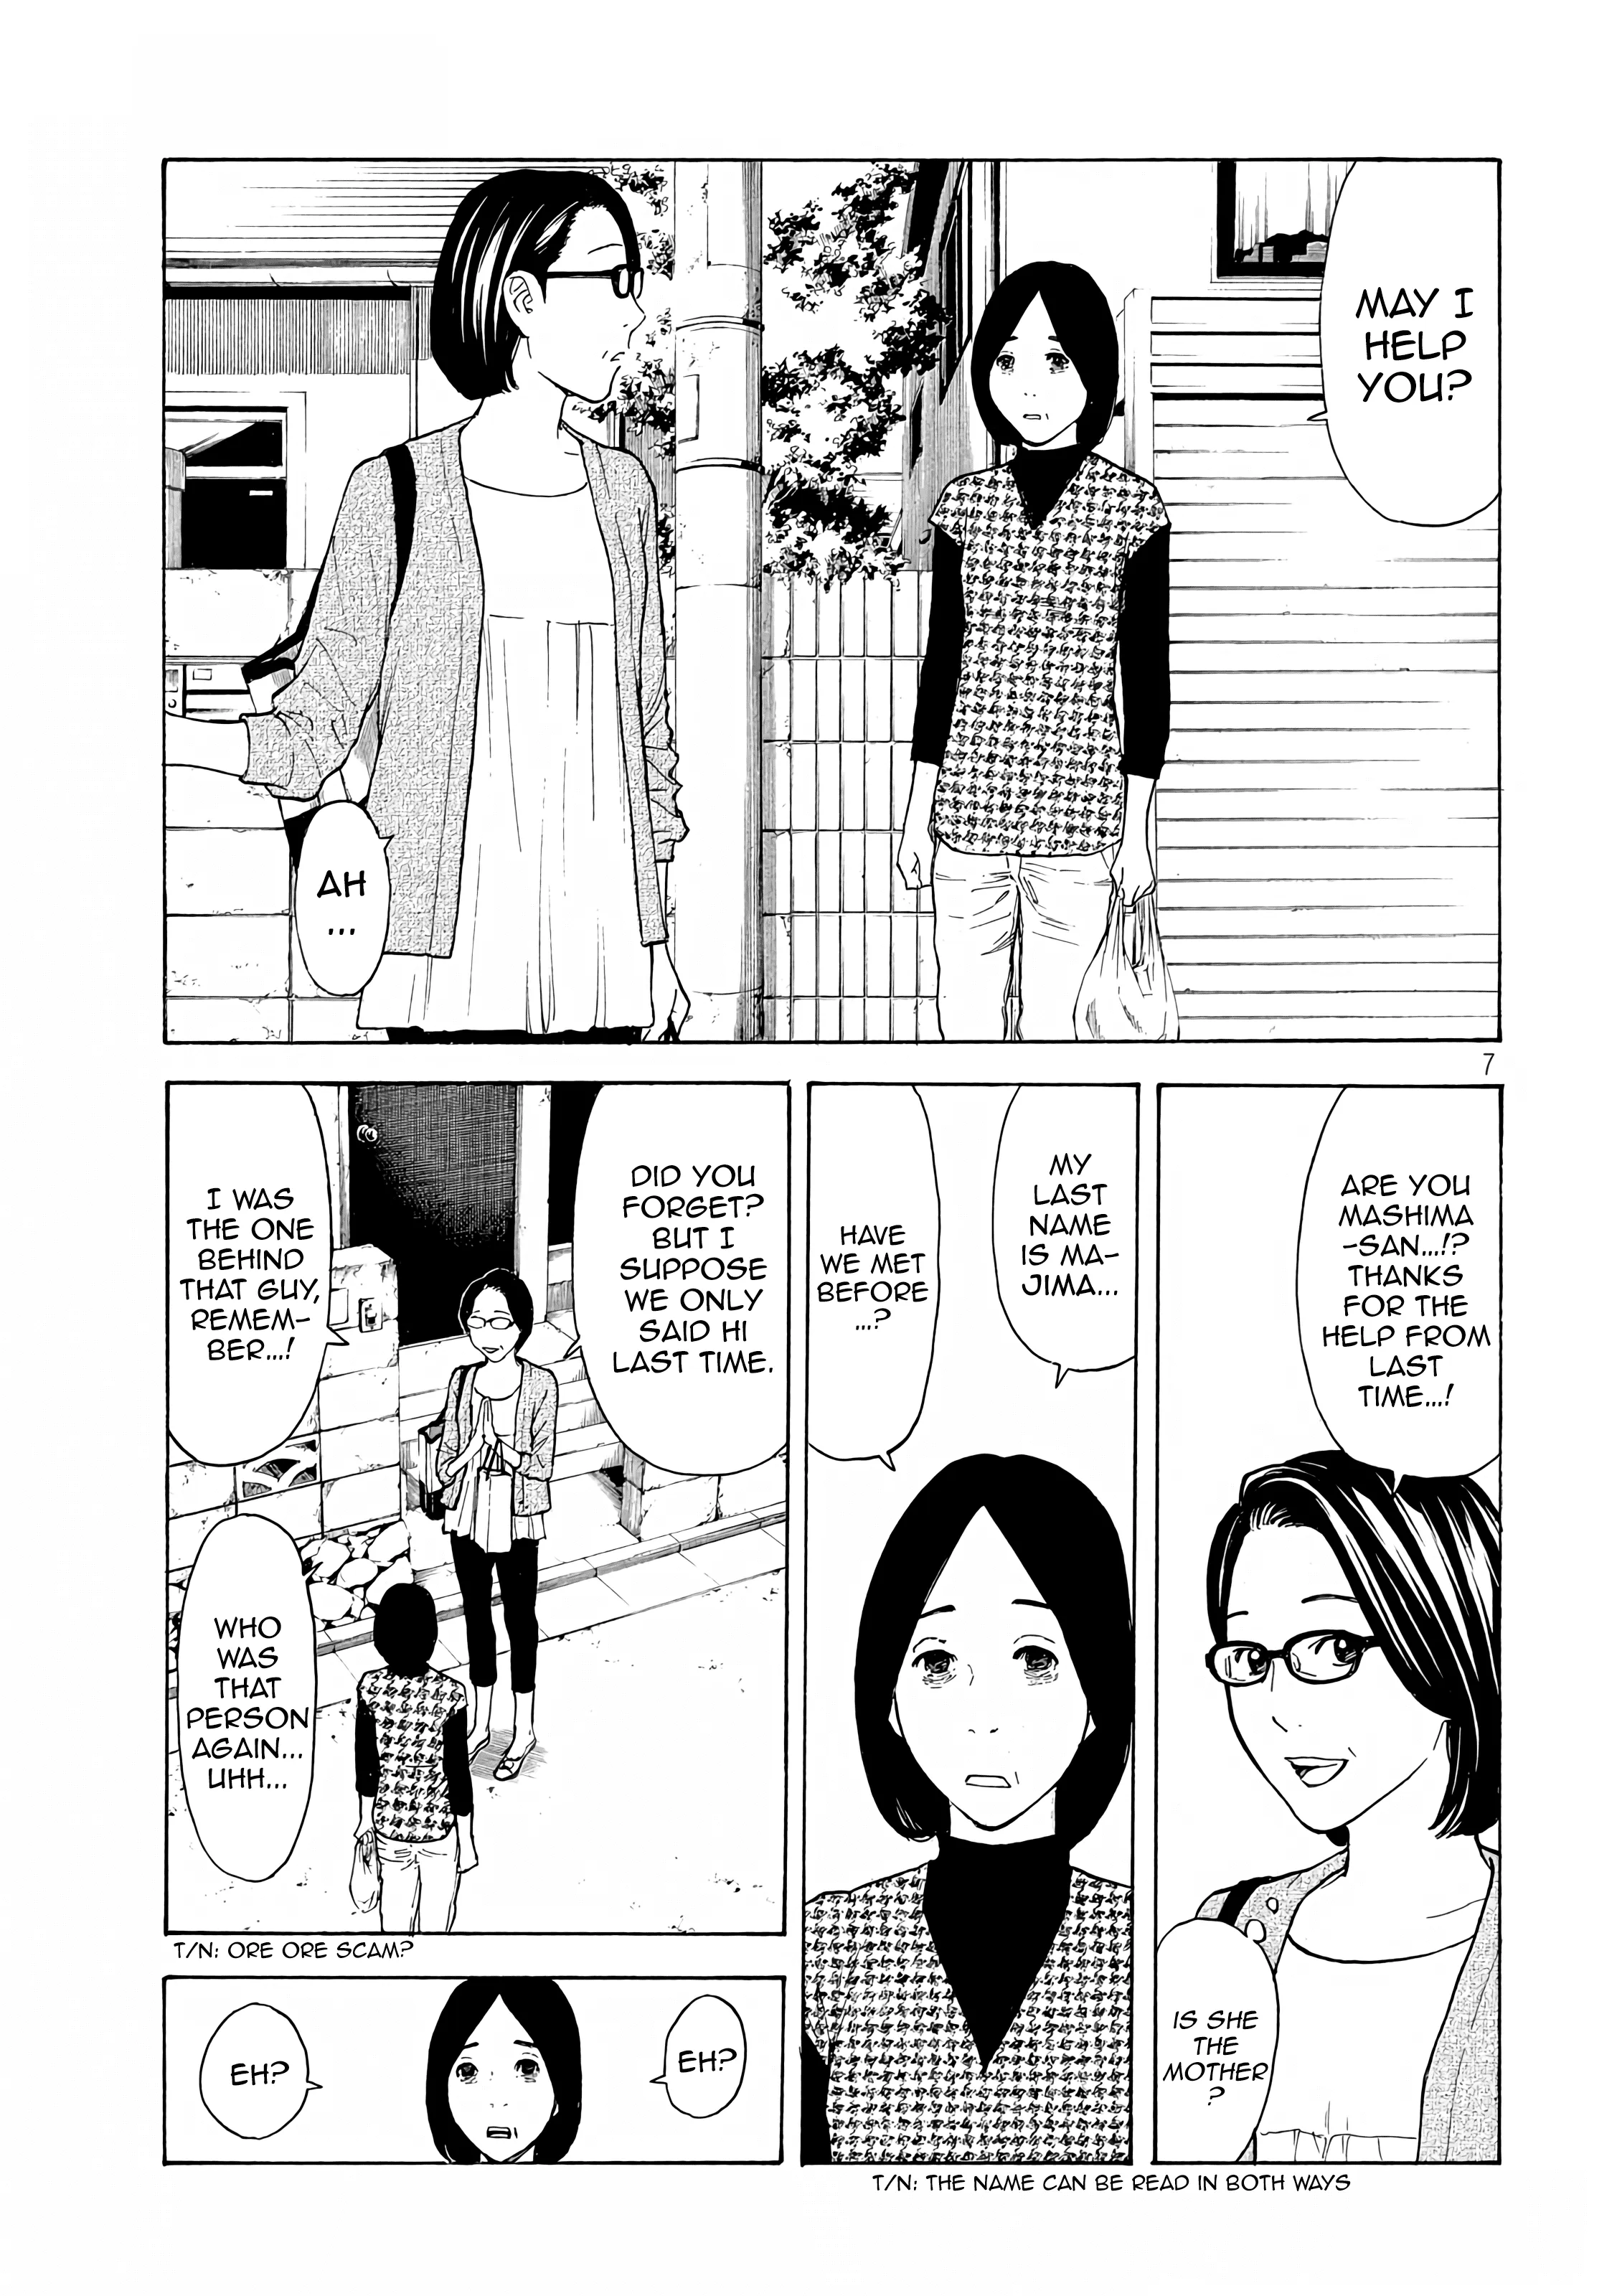 MAY I
HELP
YOU?
AH
...
7
ARE YOU
MASHIMA
-SAN...!?
THANKS
FOR THE
HELP FROM
LAST
TIME...!
IS SHE
THE
MOTHER
?
MY
LAST
NAME
IS MA-
JIMA...
HAVE
WE MET
BEFORE
...?
T/N: THE NAME CAN BE READ IN BOTH WAYS
DID YOU
FORGET?
BUT I
SUPPOSE
WE ONLY
SAID HI
LAST TIME.
I WAS
THE ONE
BEHIND
THAT GUY,
REMEM-
BER...!
WHO
WAS
THAT
PERSON
AGAIN...
UHH...
T/N: ORE ORE SCAM?
EH?
EH?